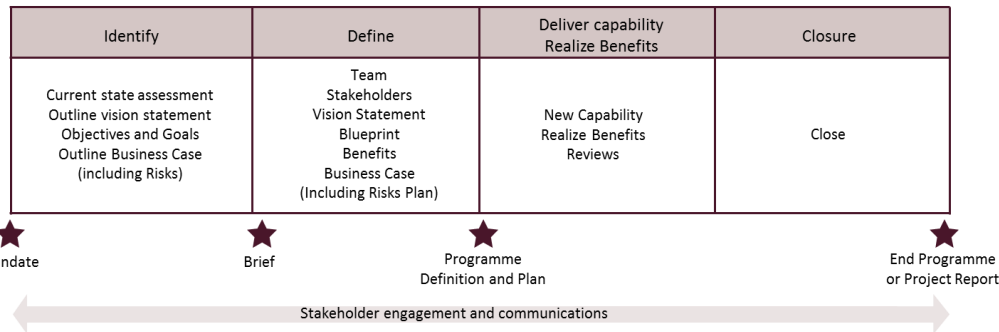 Identify
Define
Deliver capability
Realize Benefits
Closure
Current state assessment
Outline vision statement
Objectives and Goals
Outline Business Case
(including Risks)
Team
Stakeholders
Vision Statement
Blueprint
Benefits
Business Case
(Including Risks Plan)
New Capability
Realize Benefits
Reviews
Close
ndate
Brief
Programme
Definition and Plan
End Programme
or Project Report
Stakeholder engagement and communications